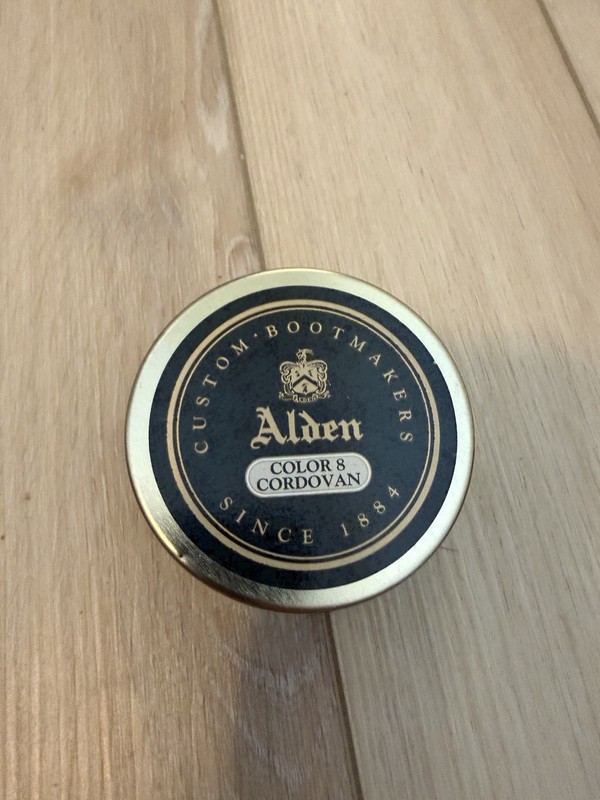 CUSTOM·BOOTMAKERS
Alden
COLOR 8
CORDOVAN
SINCE 1884